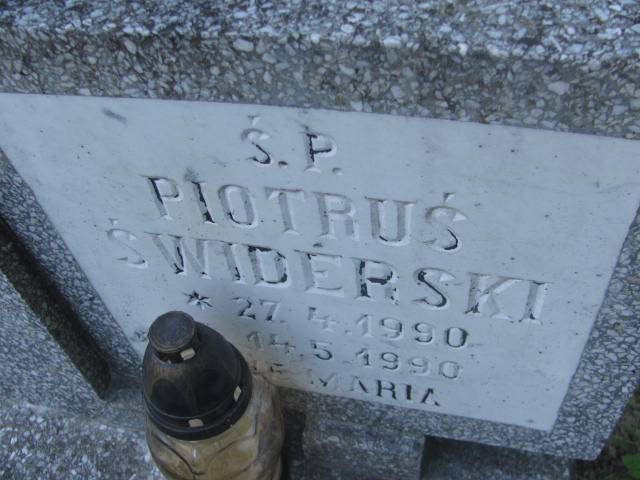 Ś.P.
PIOTRUŚ
ŚWIDERSKI
* 27.4.1990
14.5.1990
MARIA